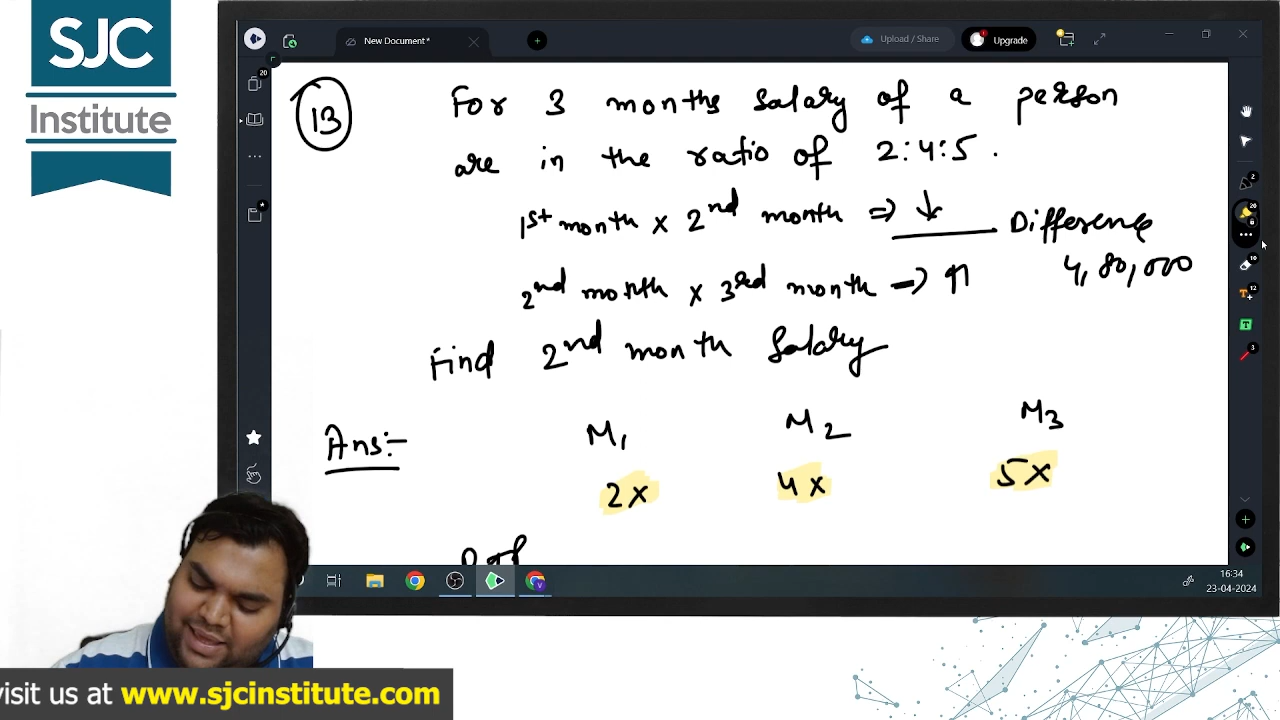 SJC
Institute
New Document*
Upload / Share
Upgrade
13
For 3 months salary of a person
are in the ratio of 2:4:5.
1st month x 2nd month ⇒ ↓ Difference
4,80,000
2nd month x 3rd month → ↑
Find 2nd month Salary
Ans:-
M1 M2 M3
2x 4x 5x
16:34
23-04-2024
visit us at www.sjcinstitute.com